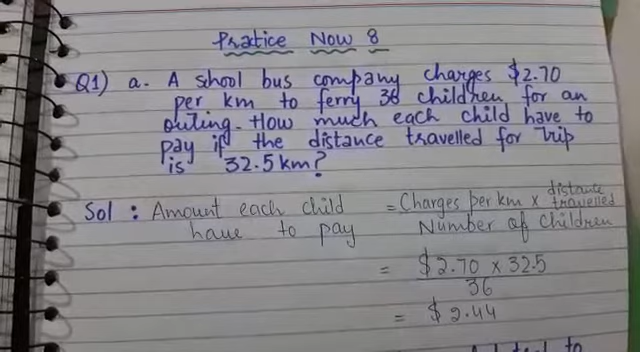 Practice Now 8
Q1) a. A school bus company charges $2.70
per km to ferry 36 children for an
outing. How much each child have to
pay if the distance travelled for trip
is 32.5 km?
Sol : Amount each child have to pay = Charges per km × distance travelled
Number of children
= $2.70 × 32.5
36
= $2.44
to